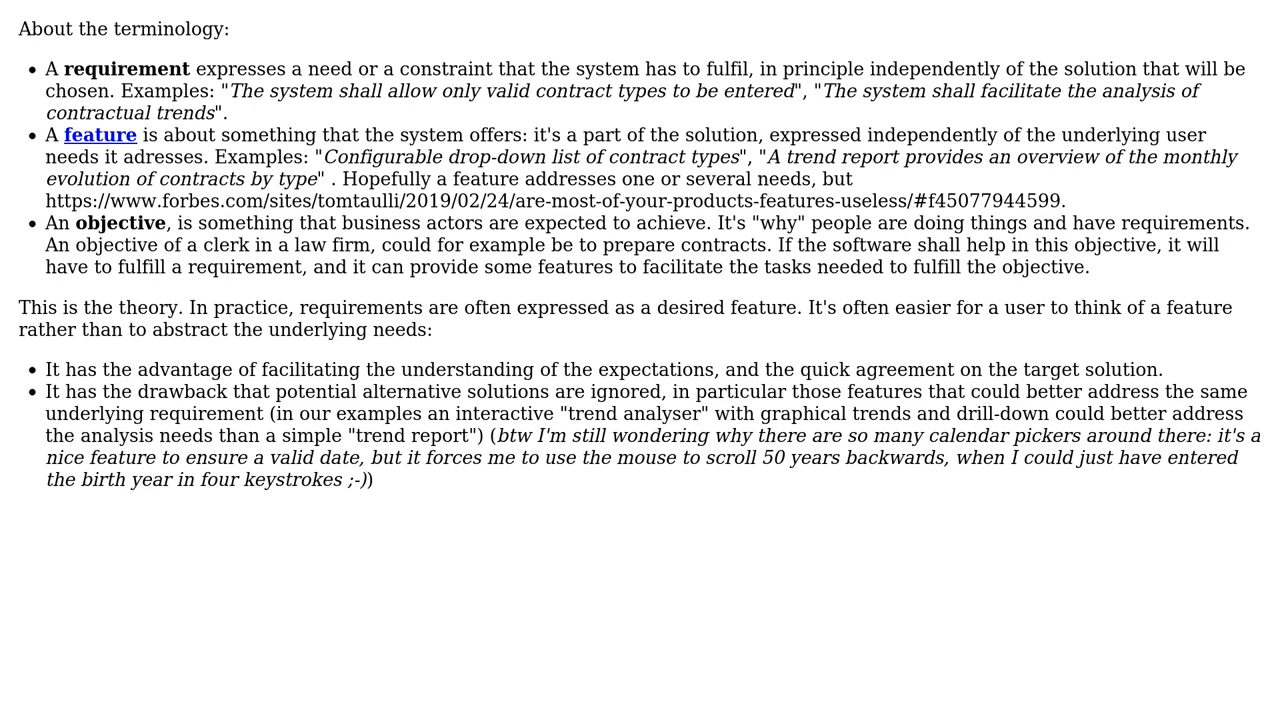 About the terminology:
A requirement expresses a need or a constraint that the system has to fulfil, in principle independently of the solution that will be
chosen. Examples: "The system shall allow only valid contract types to be entered", "The system shall facilitate the analysis of
contractual trends".
A feature is about something that the system offers: it's a part of the solution, expressed independently of the underlying user
needs it adresses. Examples: "Configurable drop-down list of contract types", "A trend report provides an overview of the monthly
evolution of contracts by type" . Hopefully a feature addresses one or several needs, but
https://www.forbes.com/sites/tomtaulli/2019/02/24/are-most-of-your-products-features-useless/#f45077944599.
An objective, is something that business actors are expected to achieve. It's "why" people are doing things and have requirements.
An objective of a clerk in a law firm, could for example be to prepare contracts. If the software shall help in this objective, it will
have to fulfill a requirement, and it can provide some features to facilitate the tasks needed to fulfill the objective.
This is the theory. In practice, requirements are often expressed as a desired feature. It's often easier for a user to think of a feature
rather than to abstract the underlying needs:
It has the advantage of facilitating the understanding of the expectations, and the quick agreement on the target solution.
It has the drawback that potential alternative solutions are ignored, in particular those features that could better address the same
underlying requirement (in our examples an interactive "trend analyser" with graphical trends and drill-down could better address
the analysis needs than a simple "trend report") (btw I'm still wondering why there are so many calendar pickers around there: it's a
nice feature to ensure a valid date, but it forces me to use the mouse to scroll 50 years backwards, when I could just have entered
the birth year in four keystrokes ;-))